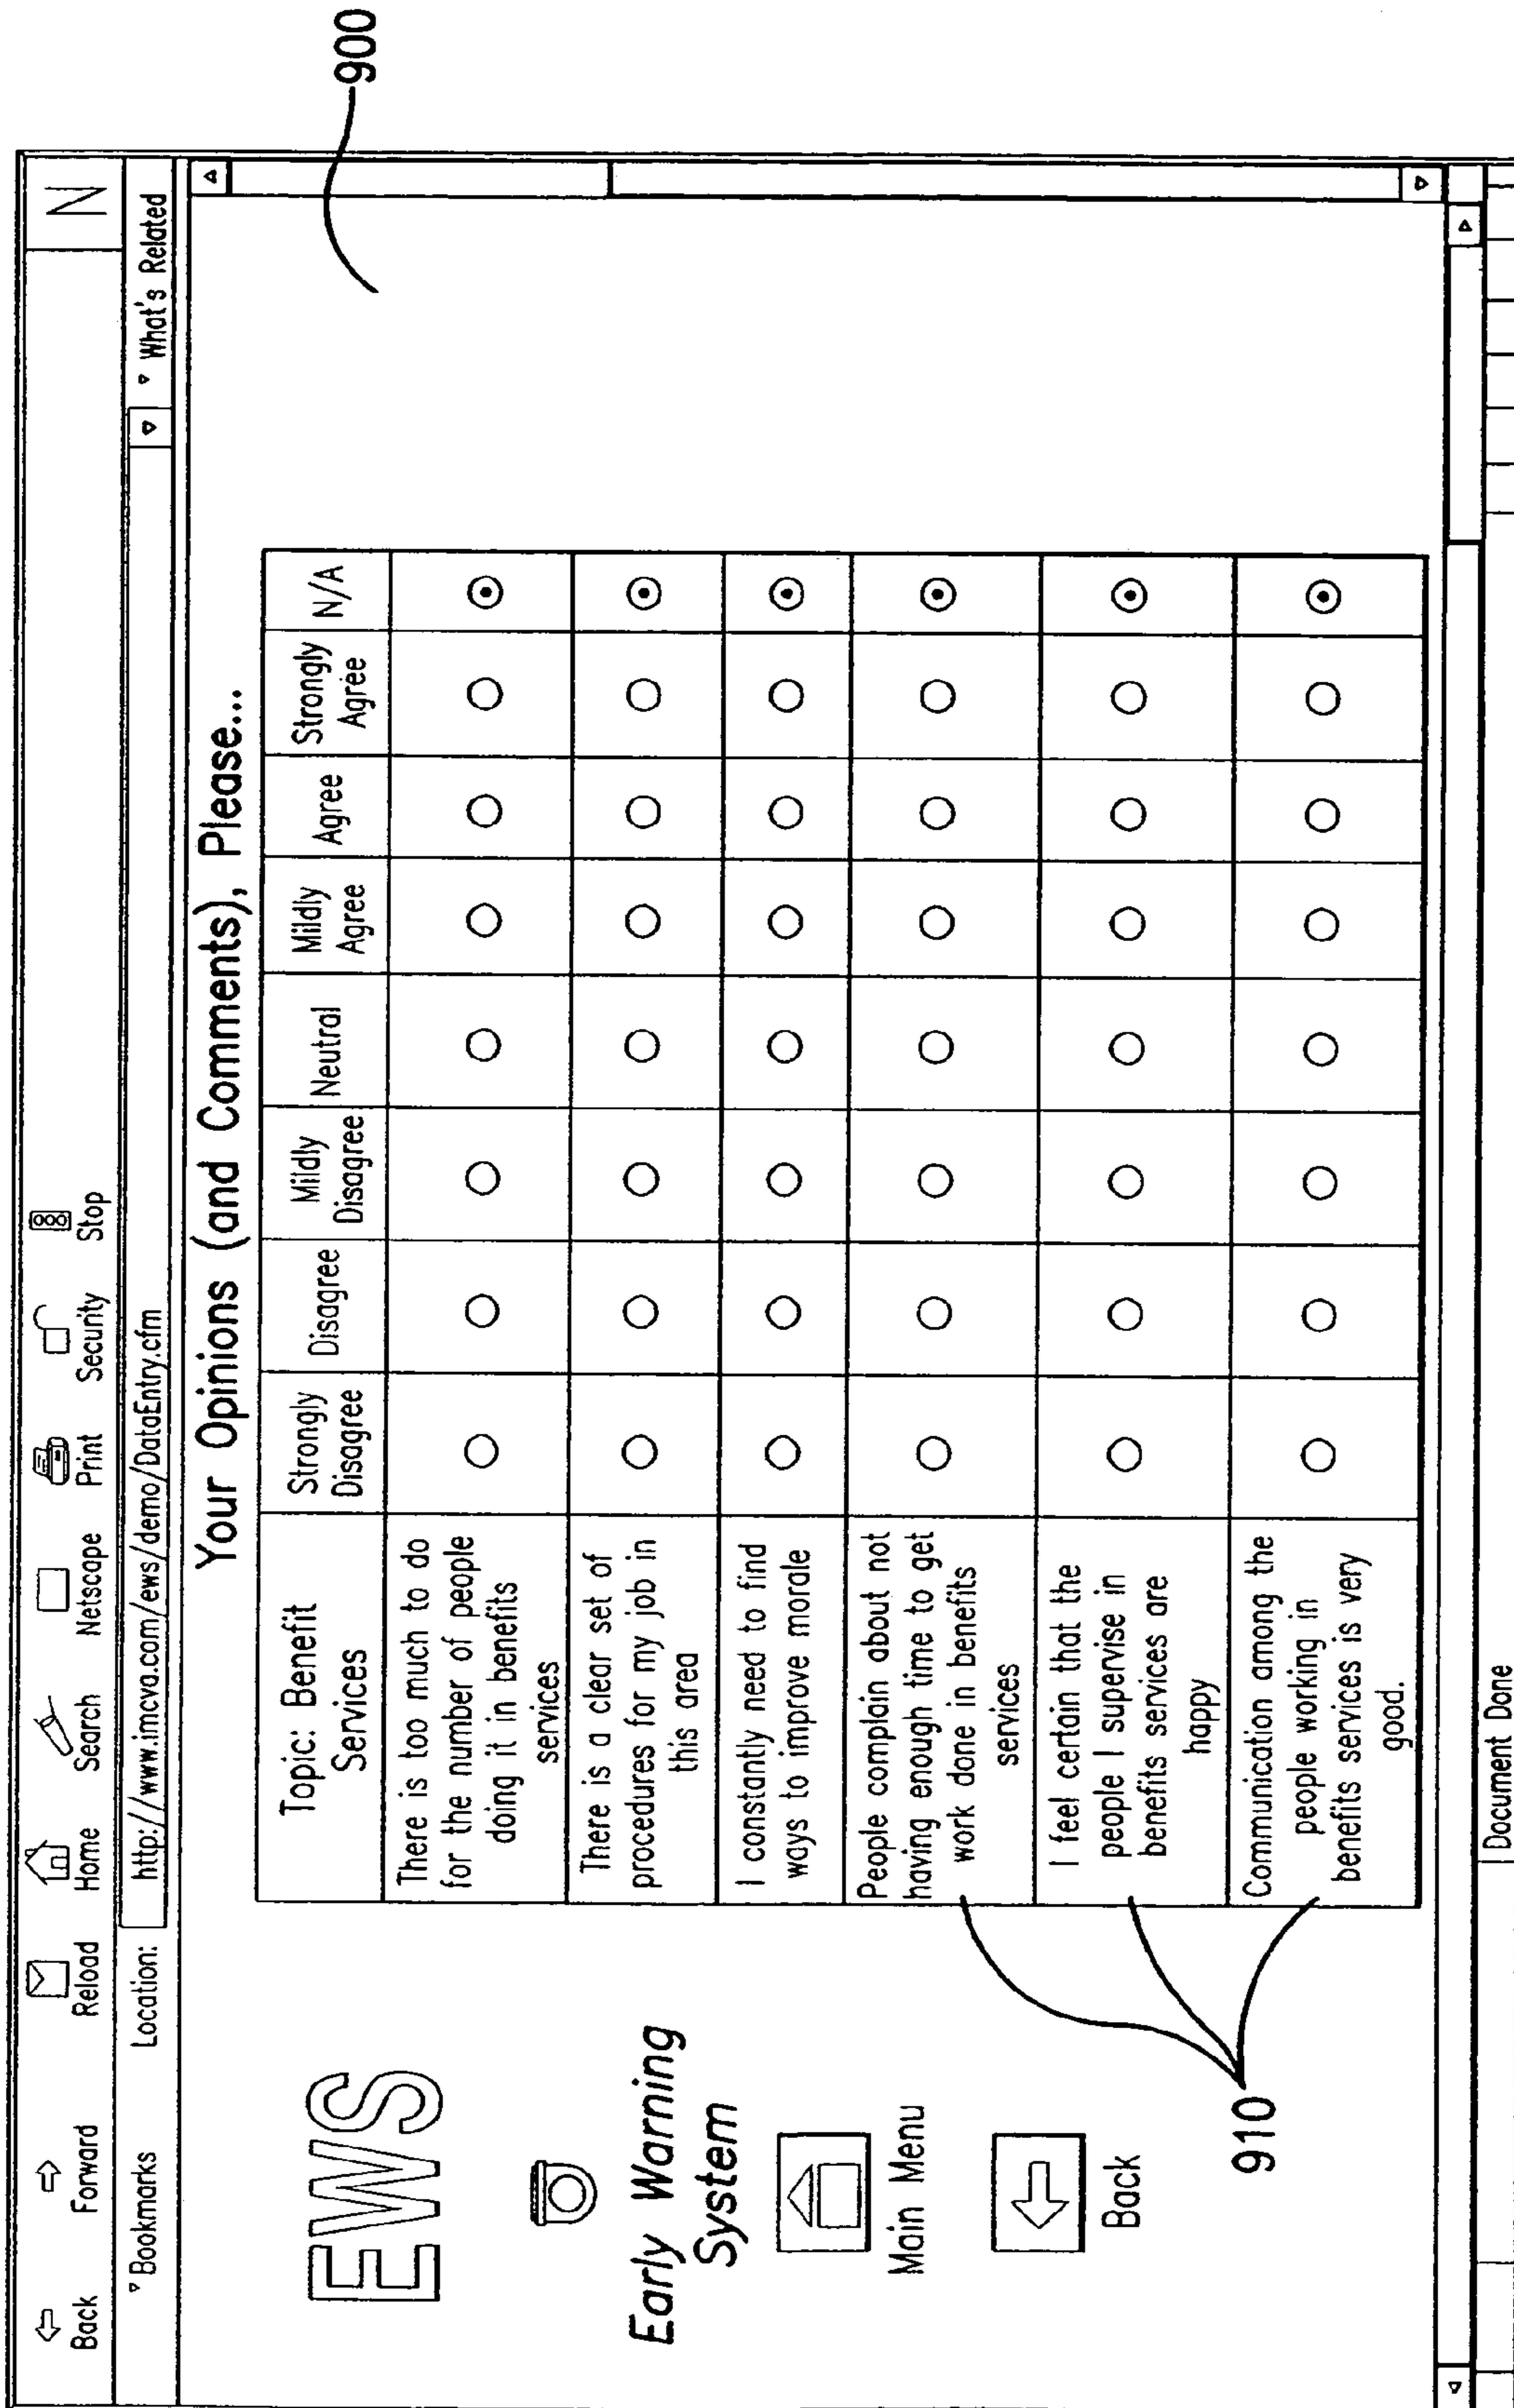 Back Forward Reload Home Search Netscape Print Security Stop
N
Bookmarks Location: http://www.imcva.com/ews/demo/DataEntry.cfm What's Related
900
EWS
Early Warning
System
Main Menu
Back
910
Your Opinions (and Comments), Please...
Topic: Benefit
Services
Strongly
Disagree
Disagree
Mildly
Disagree
Neutral
Mildly
Agree
Agree
Strongly
Agree
N/A
There is too much to do
for the number of people
doing it in benefits
services
There is a clear set of
procedures for my job in
this area
I constantly need to find
ways to improve morale
People complain about not
having enough time to get
work done in benefits
services
I feel certain that the
people I supervise in
benefits services are
happy
Communication among the
people working in
benefits services is very
good.
Document Done